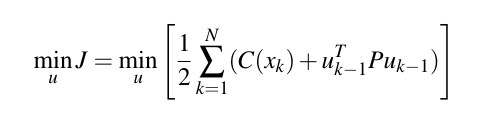 min_u J = min_u [ 1/2 ∑_{k=1}^{N} (C(x_k) + u_{k-1}^T P u_{k-1}) ]